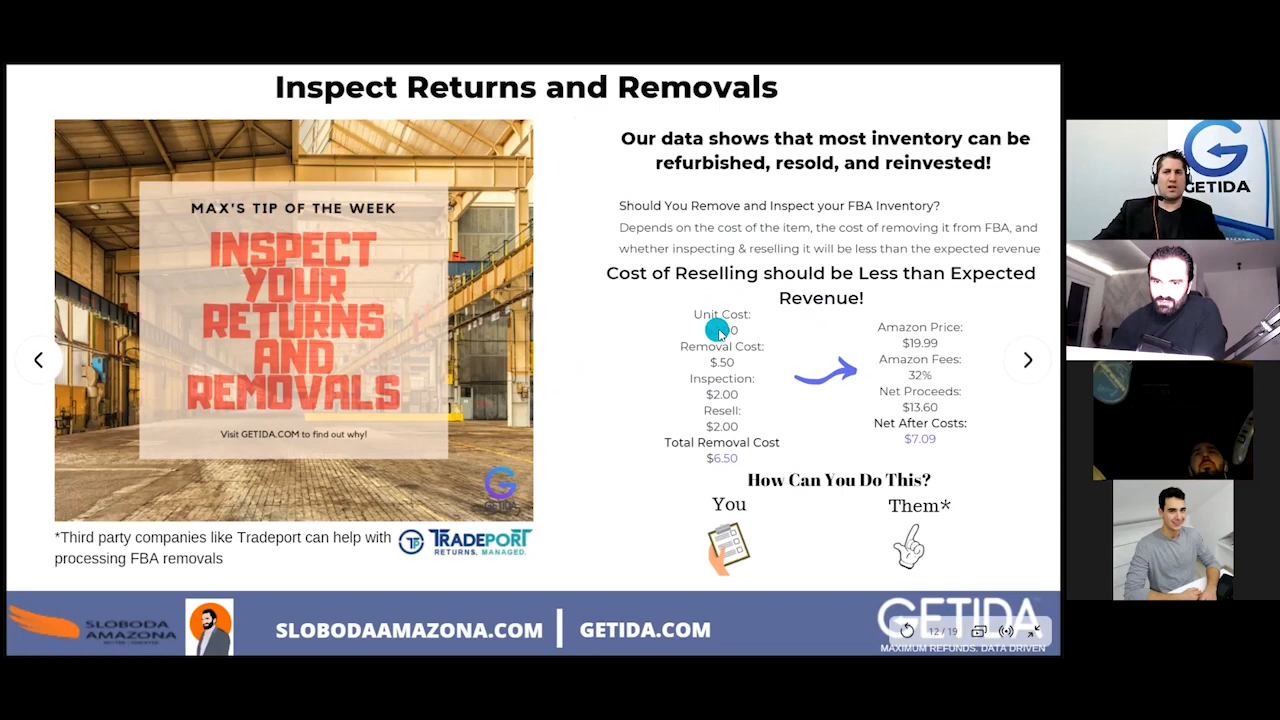 Inspect Returns and Removals
MAX'S TIP OF THE WEEK
INSPECT
YOUR
RETURNS
AND
REMOVALS
Visit GETIDA.COM to find out why!
GETIDA
*Third party companies like Tradeport can help with
processing FBA removals
TP
TRADEPORT
RETURNS, MANAGED.
Our data shows that most inventory can be
refurbished, resold, and reinvested!
Should You Remove and Inspect your FBA Inventory?
Depends on the cost of the item, the cost of removing it from FBA, and
whether inspecting & reselling it will be less than the expected revenue
Cost of Reselling should be Less than Expected
Revenue!
Unit Cost:
Removal Cost:
$.50
Inspection:
$2.00
Resell:
$2.00
Total Removal Cost
$6.50
Amazon Price:
$19.99
Amazon Fees:
32%
Net Proceeds:
$13.60
Net After Costs:
$7.09
How Can You Do This?
You
Them*
GETIDA
SLOBODA
AMAZONA
SLOBODAAMAZONA.COM | GETIDA.COM
GETIDA
12 / 19
MAXIMUM REFUNDS. DATA DRIVEN